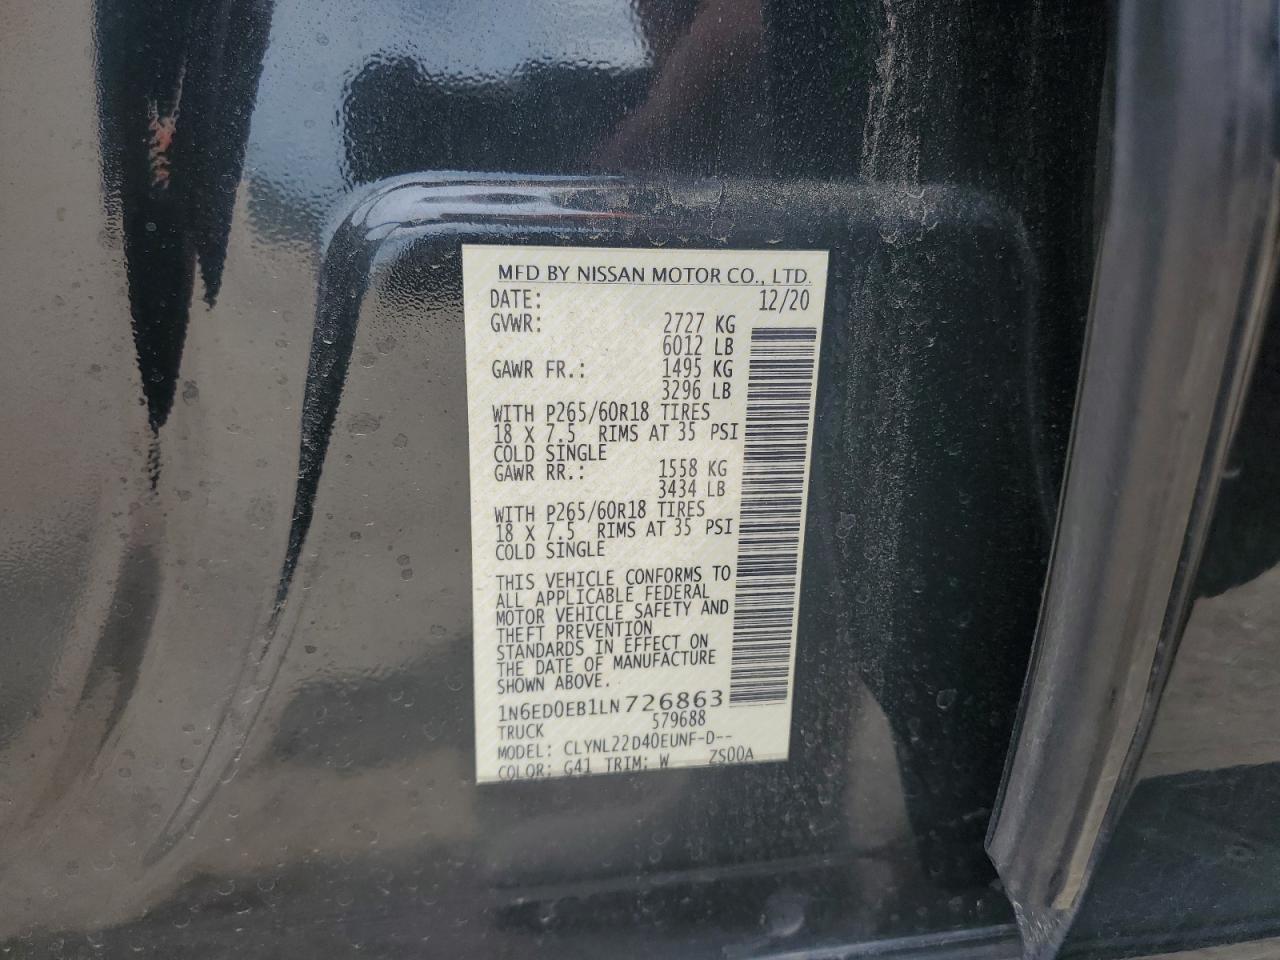 MFD BY NISSAN MOTOR CO., LTD.
DATE: 12/20
GVWR: 2727 KG
6012 LB
GAWR FR.: 1495 KG
3296 LB
WITH P265/60R18 TIRES
18 X 7.5 RIMS AT 35 PSI
COLD SINGLE
GAWR RR.: 1558 KG
3434 LB
WITH P265/60R18 TIRES
18 X 7.5 RIMS AT 35 PSI
COLD SINGLE
THIS VEHICLE CONFORMS TO
ALL APPLICABLE FEDERAL
MOTOR VEHICLE SAFETY AND
THEFT PREVENTION
STANDARDS IN EFFECT ON
THE DATE OF MANUFACTURE
SHOWN ABOVE.
1N6ED0EB1LN726863
TRUCK 579688
MODEL: CLYNL22D40EUNF-D--
COLOR: G41 TRIM: W ZS00A